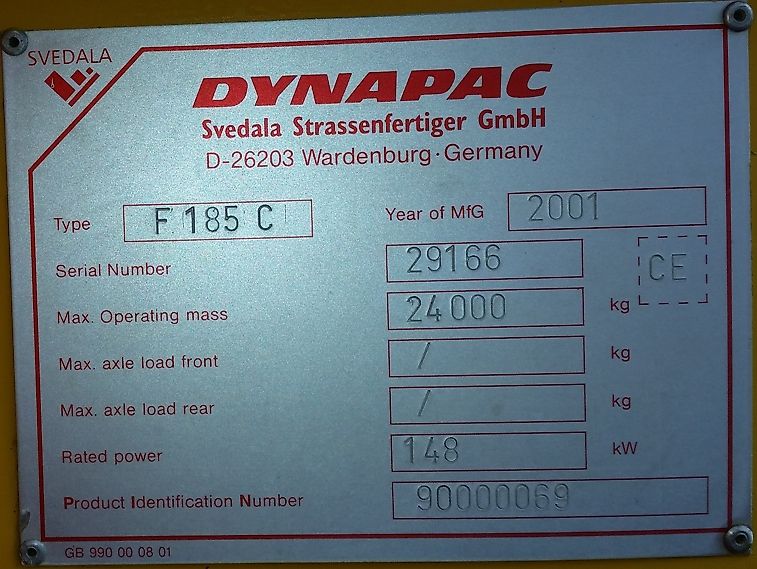 SVEDALA
DYNAPAC
Svedala Strassenfertiger GmbH
D-26203 Wardenburg · Germany
Type F 185 C Year of MfG 2001
Serial Number 29166 CE
Max. Operating mass 24000 kg
Max. axle load front / kg
Max. axle load rear / kg
Rated power 148 kW
Product Identification Number 90000069
GB 990 00 08 01